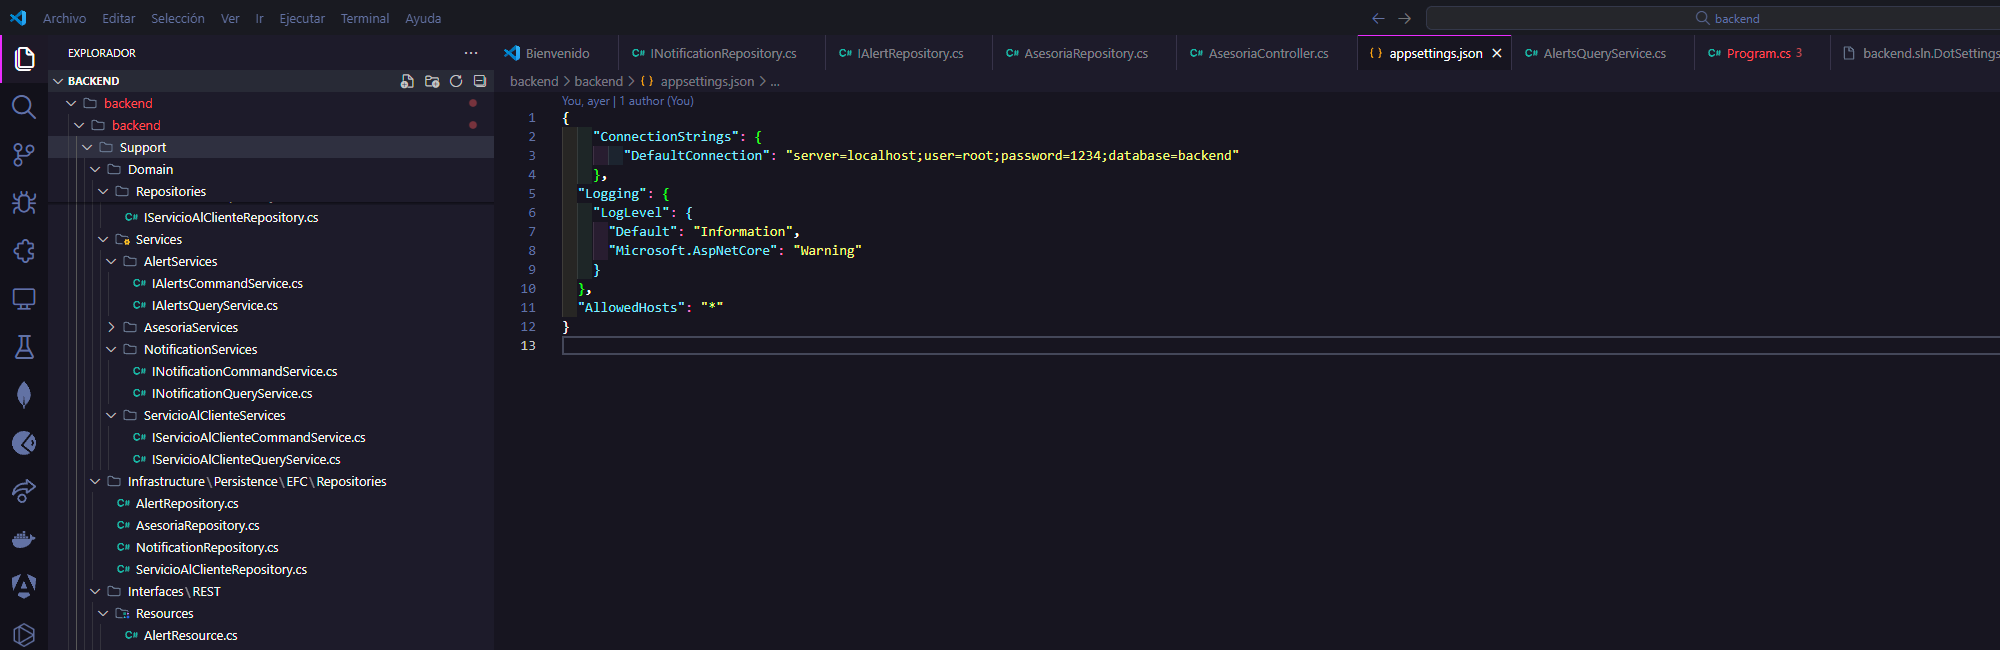 Archivo Editar Selección Ver Ir Ejecutar Terminal Ayuda
backend
EXPLORADOR
BACKEND
backend
backend
Support
Domain
Repositories
C# IServicioAlClienteRepository.cs
Services
AlertServices
C# IAlertsCommandService.cs
C# IAlertsQueryService.cs
AsesoriaServices
NotificationServices
C# INotificationCommandService.cs
C# INotificationQueryService.cs
ServicioAlClienteServices
C# IServicioAlClienteCommandService.cs
C# IServicioAlClienteQueryService.cs
Infrastructure\Persistence\EFC\Repositories
C# AlertRepository.cs
C# AsesoriaRepository.cs
C# NotificationRepository.cs
C# ServicioAlClienteRepository.cs
Interfaces\REST
Resources
C# AlertResource.cs
Bienvenido C# INotificationRepository.cs C# IAlertRepository.cs C# AsesoriaRepository.cs C# AsesoriaController.cs {} appsettings.json C# AlertsQueryService.cs C# Program.cs 3 backend.sln.DotSettings
backend > backend > {} appsettings.json > ...
You, ayer | 1 author (You)
1 {
2 "ConnectionStrings": {
3 "DefaultConnection": "server=localhost;user=root;password=1234;database=backend"
4 },
5 "Logging": {
6 "LogLevel": {
7 "Default": "Information",
8 "Microsoft.AspNetCore": "Warning"
9 }
10 },
11 "AllowedHosts": "*"
12 }
13